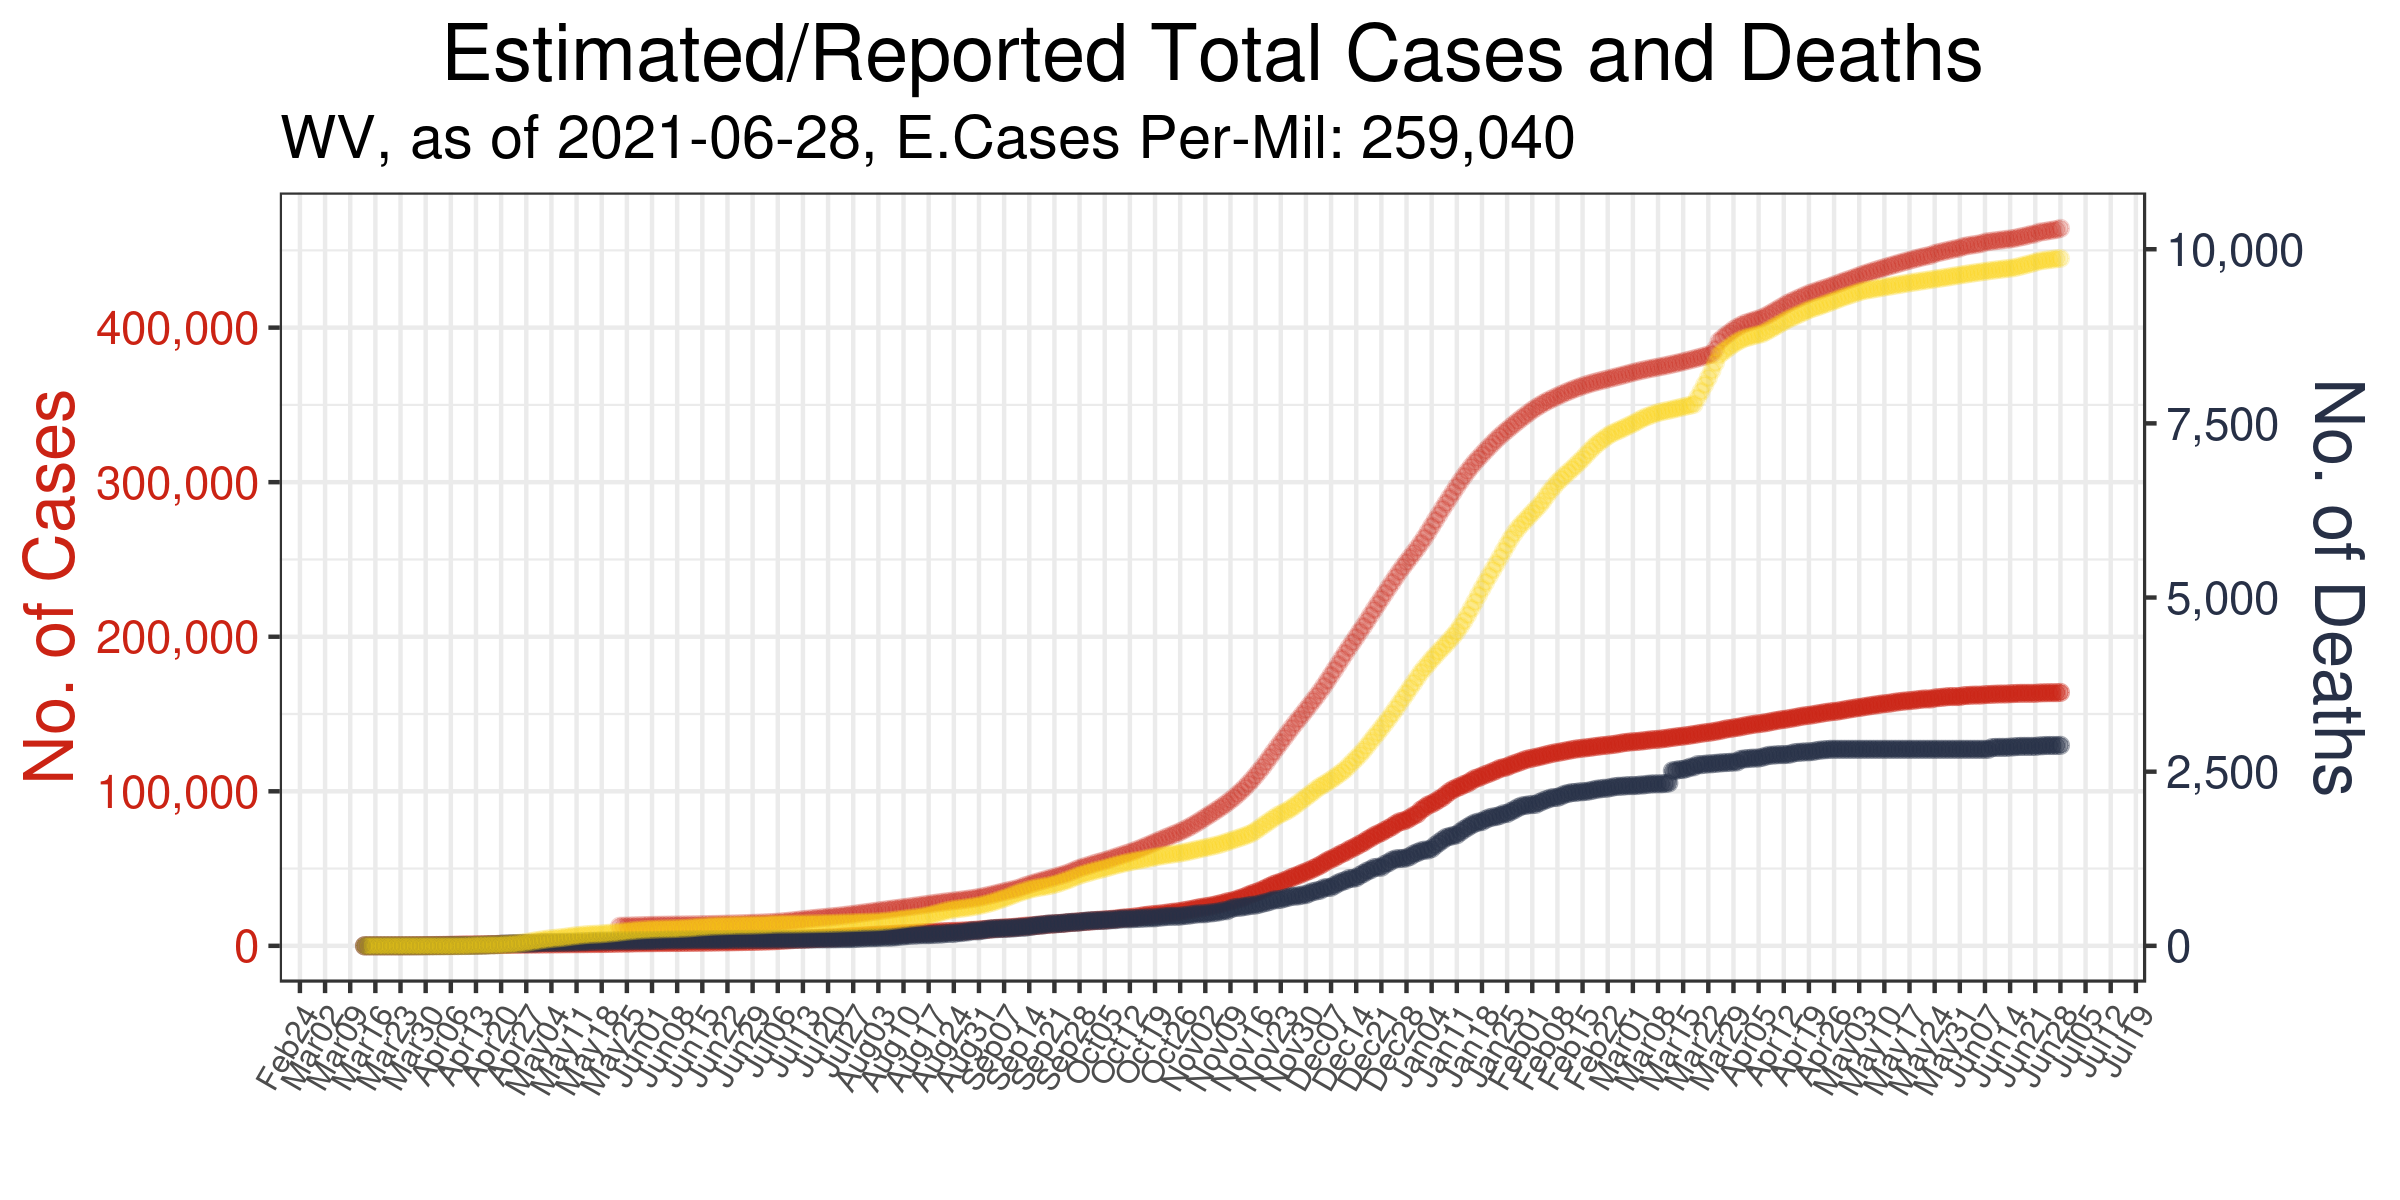 Estimated/Reported Total Cases and Deaths
WV, as of 2021-06-28, E.Cases Per-Mil: 259,040
No. of Cases
400,000
300,000
200,000
100,000
0
10,000
7,500
5,000
2,500
0
No. of Deaths
Feb24
Mar02
Mar09
Mar16
Mar23
Mar30
Apr06
Apr13
Apr20
Apr27
May04
May11
May18
May25
Jun01
Jun08
Jun15
Jun22
Jun29
Jul06
Jul13
Jul20
Jul27
Aug03
Aug10
Aug17
Aug24
Aug31
Sep07
Sep14
Sep21
Sep28
Oct05
Oct12
Oct19
Oct26
Nov02
Nov09
Nov16
Nov23
Nov30
Dec07
Dec14
Dec21
Dec28
Jan04
Jan11
Jan18
Jan25
Feb01
Feb08
Feb15
Feb22
Mar01
Mar08
Mar15
Mar22
Mar29
Apr05
Apr12
Apr19
Apr26
May03
May10
May17
May24
May31
Jun07
Jun14
Jun21
Jun28
Jul05
Jul12
Jul19